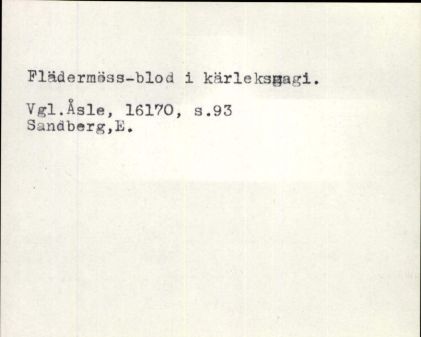 Flädermöss-blod i kärleksmagi.
Vgl.Åsle, 16170, s.93
Sandberg,E.